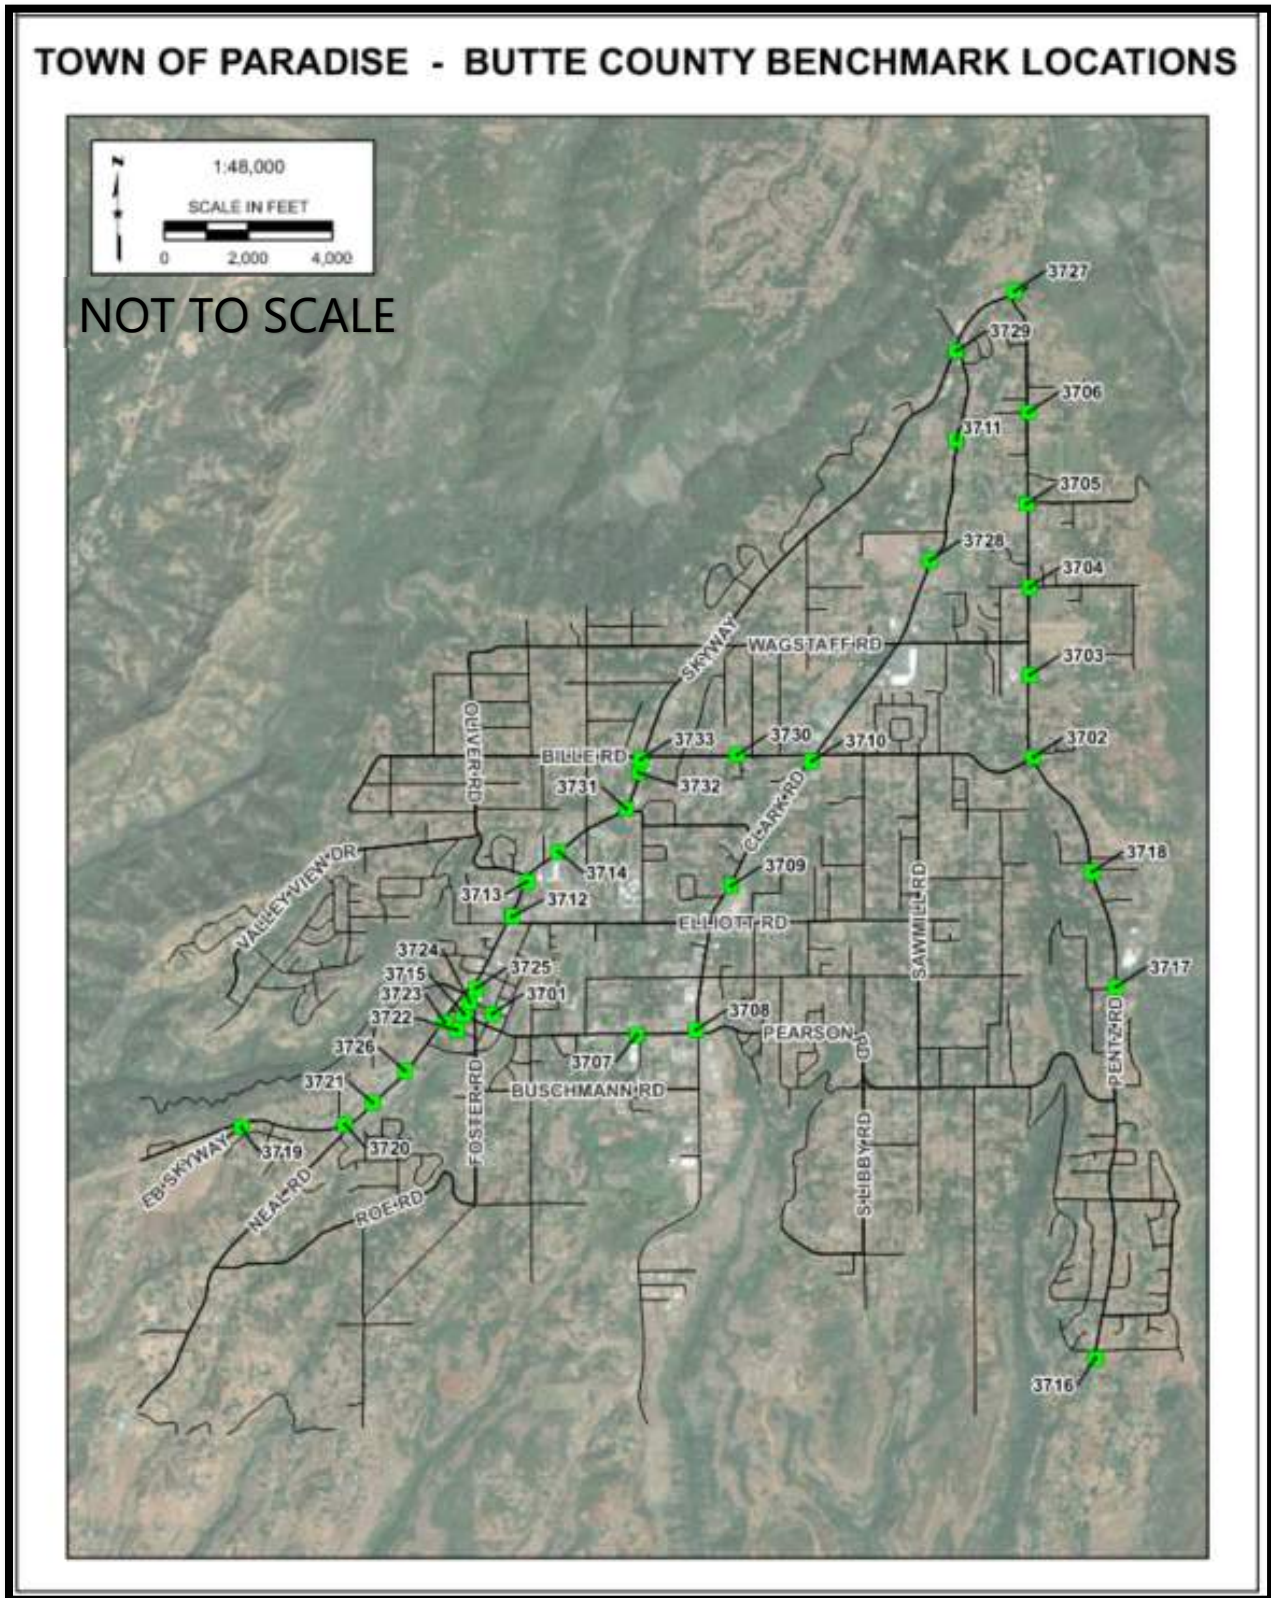 TOWN OF PARADISE - BUTTE COUNTY BENCHMARK LOCATIONS
N
1:48,000
SCALE IN FEET
0 2,000 4,000
NOT TO SCALE
3727
3729
3706
3711
3705
3728
3704
SKYWAY
WAGSTAFF RD
3703
OLIVER RD
BILLE RD
3733
3730
3710
3702
3731
3732
CLARK RD
VALLEY VIEW DR
3714
3718
3713
3712
3709
ELLIOTT RD
SAWMILL RD
3724
3715
3725
3723
3701
3717
3722
3708
PEARSON RD
3726
3707
PENTZ RD
3721
FOSTER RD
BUSCHMANN RD
3719
3720
EB SKYWAY
NEAL RD
ROE RD
S LIBBY RD
3716